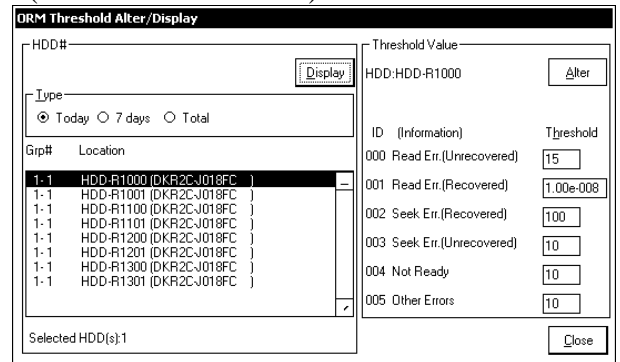 ORM Threshold Alter/Display
HDD#
Display
Type
Today 7 days Total
Grp# Location
1- 1 HDD-R1000 (DKR2C-J018FC )
1- 1 HDD-R1001 (DKR2C-J018FC )
1- 1 HDD-R1100 (DKR2C-J018FC )
1- 1 HDD-R1101 (DKR2C-J018FC )
1- 1 HDD-R1200 (DKR2C-J018FC )
1- 1 HDD-R1201 (DKR2C-J018FC )
1- 1 HDD-R1300 (DKR2C-J018FC )
1- 1 HDD-R1301 (DKR2C-J018FC )
Selected HDD(s):1
Threshold Value
HDD:HDD-R1000 Alter
ID (Information) Threshold
000 Read Err.(Unrecovered) 15
001 Read Err.(Recovered) 1.00e-008
002 Seek Err.(Recovered) 100
003 Seek Err.(Unrecovered) 10
004 Not Ready 10
005 Other Errors 10
Close